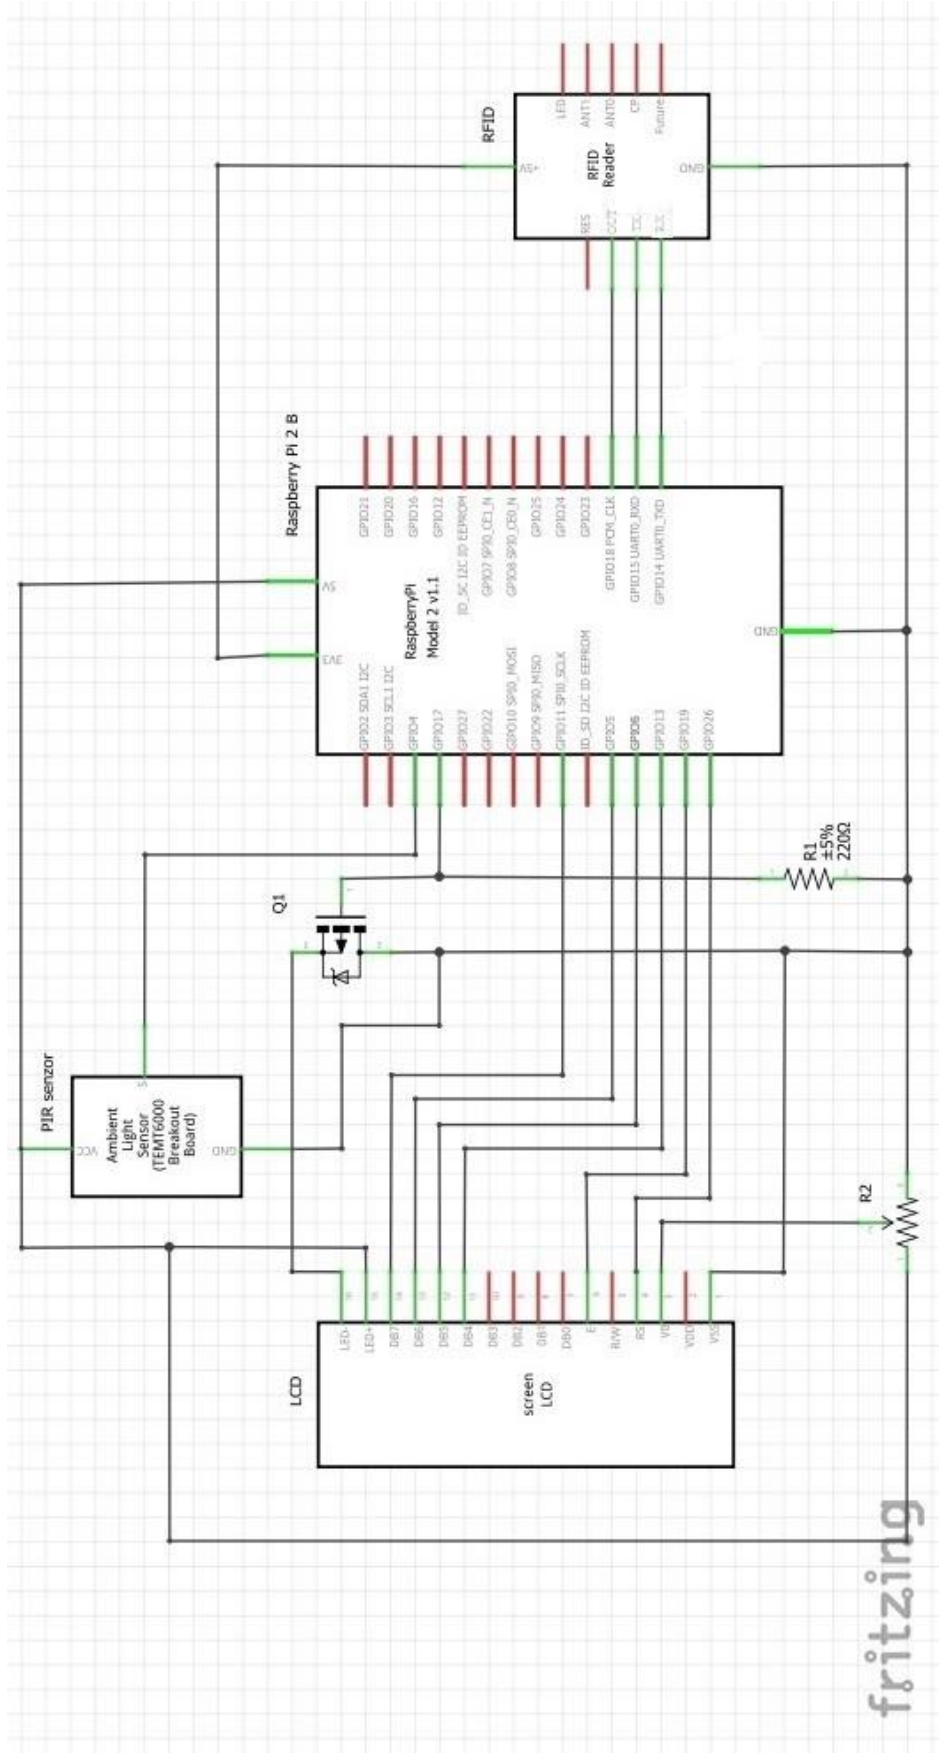 RFID
LED
ANT1
ANT0
CP
Future
RFID
Reader
+5V
GND
RES
OUT
Raspberry Pi 2 B
GPIO21
GPIO20
GPIO16
GPIO12
ID_SC I2C ID EEPROM
GPIO7 SPI0_CE1_N
GPIO8 SPI0_CE0_N
GPIO25
GPIO24
GPIO23
GPIO18 PCM_CLK
GPIO15 UART0_RXD
GPIO14 UART0_TXD
5V
3V3
RaspberryPi
Model 2 v1.1
GND
GPIO2 SDA1 I2C
GPIO3 SCL1 I2C
GPIO4
GPIO17
GPIO27
GPIO22
GPIO10 SPI0_MOSI
GPIO9 SPI0_MISO
GPIO11 SPI0_SCLK
ID_SD I2C ID EEPROM
GPIO5
GPIO6
GPIO13
GPIO19
GPIO26
R1
±5%
220Ω
Q1
PIR senzor
S
VCC
Ambient
Light
Sensor
(TEMT6000
Breakout
Board)
GND
R2
LED-
LED+
DB7
DB6
DB5
DB4
DB3
DB2
DB1
DB0
E
R/W
RS
V0
VDD
VSS
LCD
screen
LCD
fritzing